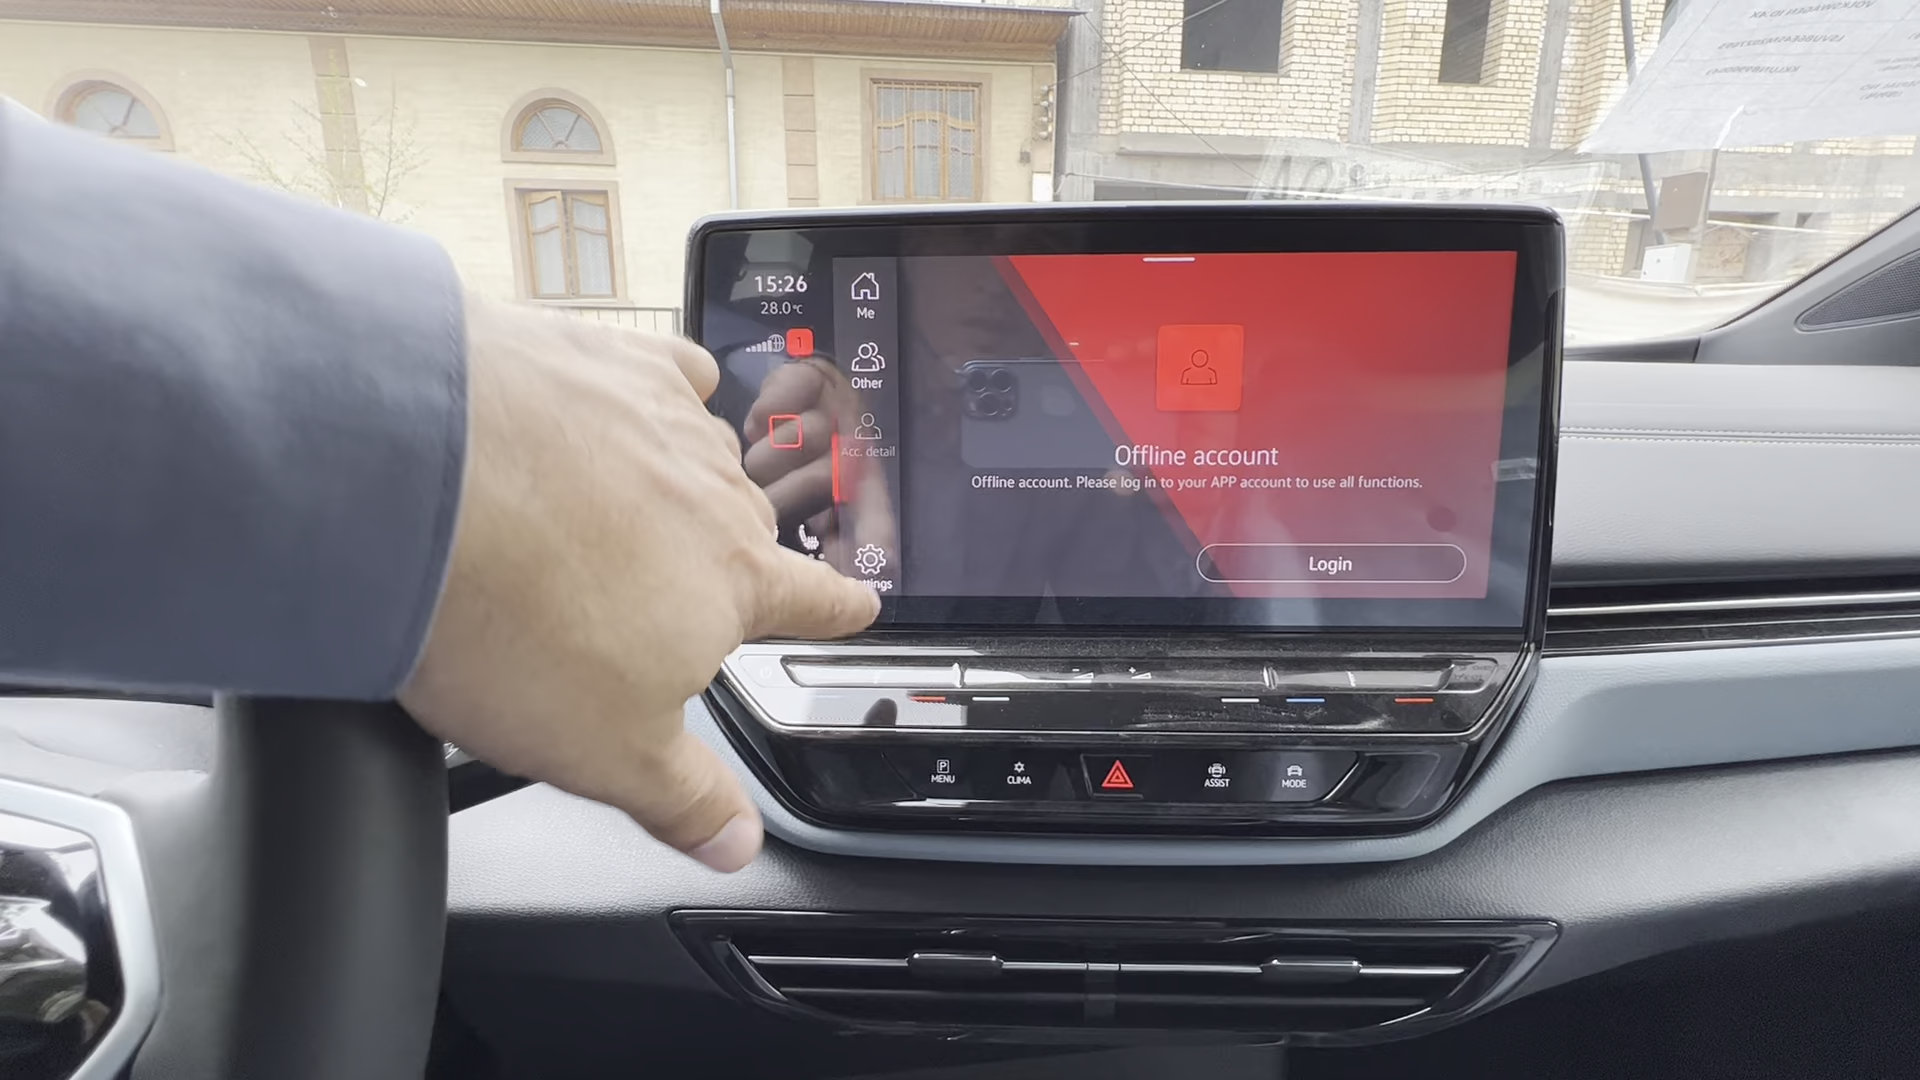 15:26
28.0°C
1
Me
Other
Acc. detail
Offline account
Offline account. Please log in to your APP account to use all functions.
Login
P
MENU
CLIMA
ASSIST
MODE